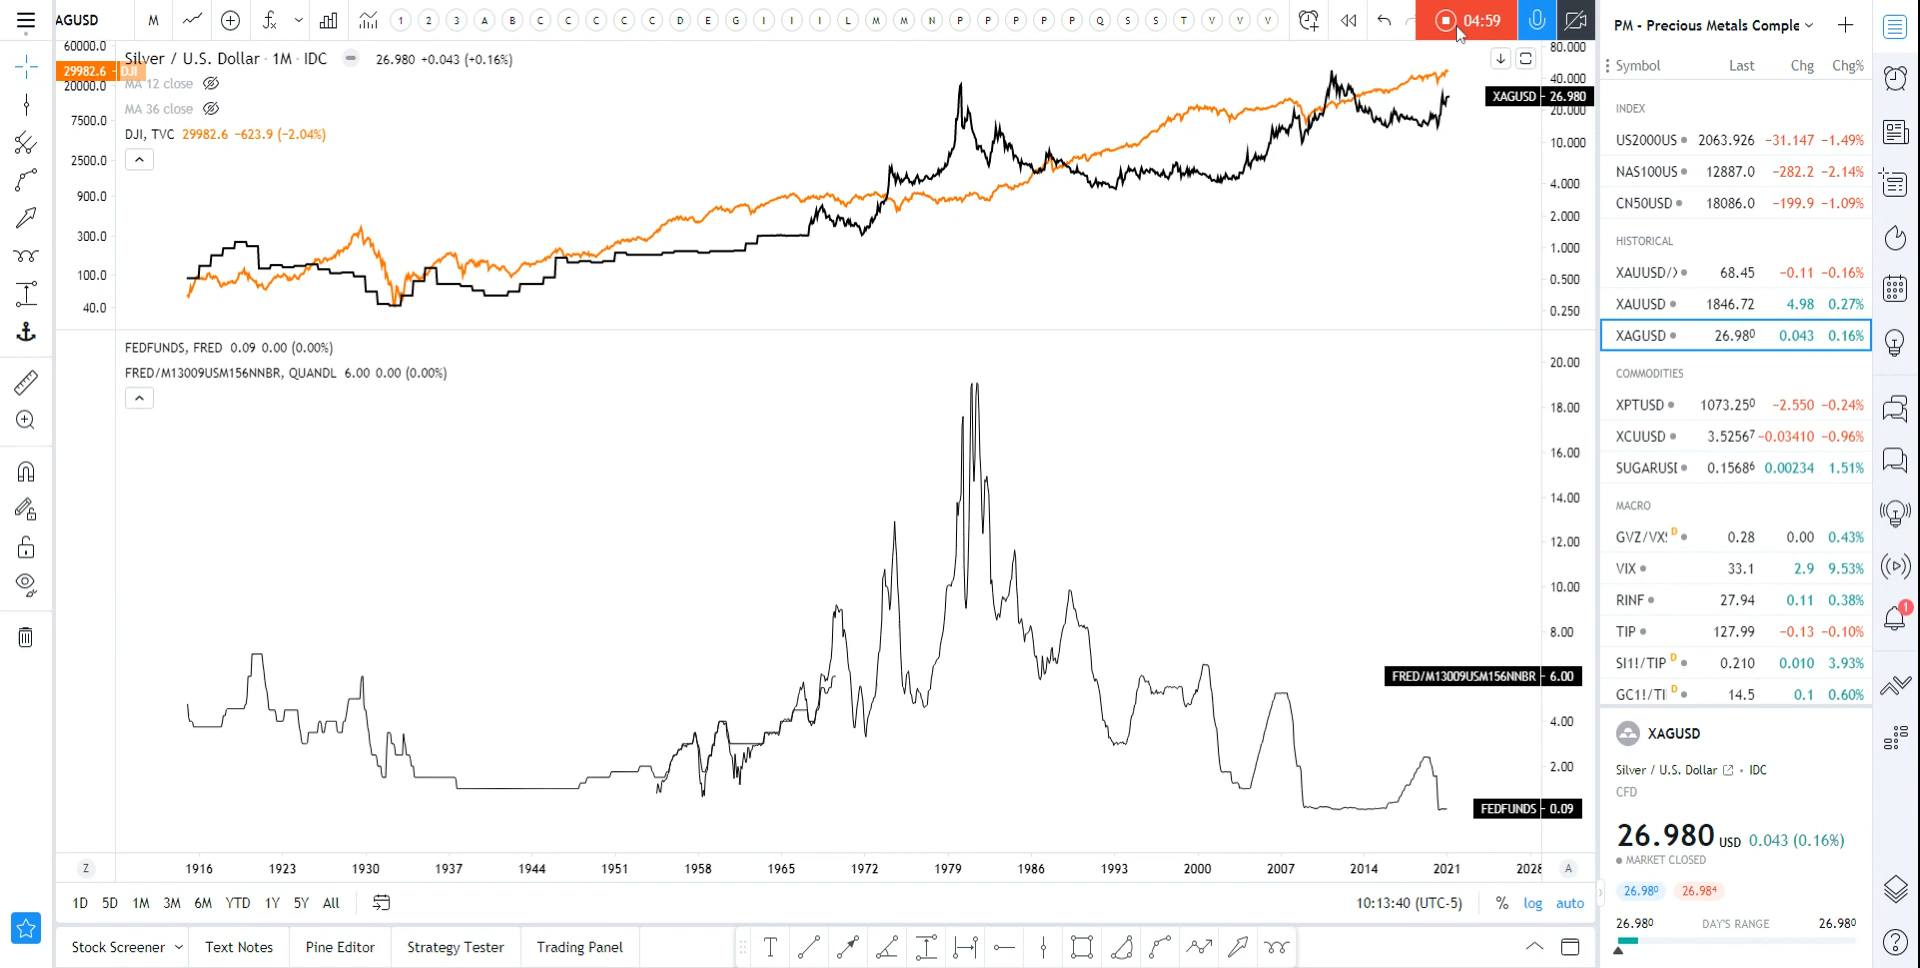 AGUSD M 1 2 3 A B C C C C C D E G I I I L M M N P P P P P Q S S T V V V 04:59
PM - Precious Metals Comple
Symbol Last Chg Chg%
Silver / U.S. Dollar · 1M · IDC 26.980 +0.043 (+0.16%)
MA 12 close
MA 36 close
DJI, TVC 29982.6 −623.9 (−2.04%)
60000.0
29982.6 DJI
20000.0
7500.0
2500.0
900.0
300.0
100.0
40.0
80.000
40.000
XAGUSD 26.980
20.000
10.000
4.000
2.000
1.000
0.500
0.250
FEDFUNDS, FRED 0.09 0.00 (0.00%)
FRED/M13009USM156NNBR, QUANDL 6.00 0.00 (0.00%)
20.00
18.00
16.00
14.00
12.00
10.00
8.00
FRED/M13009USM156NNBR 6.00
4.00
2.00
FEDFUNDS 0.09
Z 1916 1923 1930 1937 1944 1951 1958 1965 1972 1979 1986 1993 2000 2007 2014 2021 2028 A
1D 5D 1M 3M 6M YTD 1Y 5Y All 10:13:40 (UTC-5) % log auto
Stock Screener Text Notes Pine Editor Strategy Tester Trading Panel
INDEX
US2000US 2063.926 −31.147 −1.49%
NAS100US 12887.0 −282.2 −2.14%
CN50USD 18086.0 −199.9 −1.09%
HISTORICAL
XAUUSD/X 68.45 −0.11 −0.16%
XAUUSD 1846.72 4.98 0.27%
XAGUSD 26.980 0.043 0.16%
COMMODITIES
XPTUSD 1073.250 −2.550 −0.24%
XCUUSD 3.52567 −0.03410 −0.96%
SUGARUSD 0.15686 0.00234 1.51%
MACRO
GVZ/VX D 0.28 0.00 0.43%
VIX 33.1 2.9 9.53%
RINF 27.94 0.11 0.38%
TIP 127.99 −0.13 −0.10%
SI1!/TIP D 0.210 0.010 3.93%
GC1!/TI D 14.5 0.1 0.60%
1
XAGUSD
Silver / U.S. Dollar • IDC
CFD
26.980 USD 0.043 (0.16%)
MARKET CLOSED
26.980 26.984
26.980 DAY'S RANGE 26.980